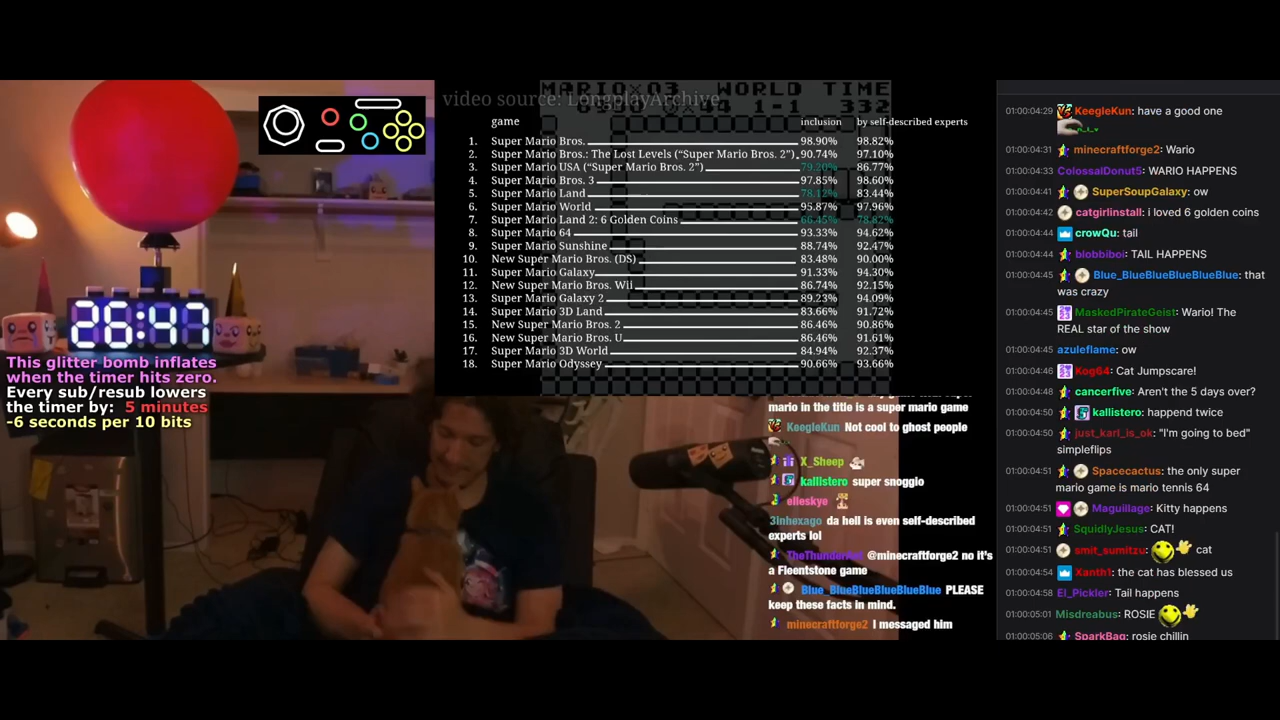 MARIO×03 WORLD TIME
1-1 332
video source: LongplayArchive
game inclusion by self-described experts
1. Super Mario Bros. 98.90% 98.82%
2. Super Mario Bros.: The Lost Levels (“Super Mario Bros. 2”) 90.74% 97.10%
3. Super Mario USA (“Super Mario Bros. 2”) 79.20% 86.77%
4. Super Mario Bros. 3 97.85% 98.60%
5. Super Mario Land 78.12% 83.44%
6. Super Mario World 95.87% 97.96%
7. Super Mario Land 2: 6 Golden Coins 66.45% 78.82%
8. Super Mario 64 93.33% 94.62%
9. Super Mario Sunshine 88.74% 92.47%
10. New Super Mario Bros. (DS) 83.48% 90.00%
11. Super Mario Galaxy 91.33% 94.30%
12. New Super Mario Bros. Wii 86.74% 92.15%
13. Super Mario Galaxy 2 89.23% 94.09%
14. Super Mario 3D Land 83.66% 91.72%
15. New Super Mario Bros. 2 86.46% 90.86%
16. New Super Mario Bros. U 86.46% 91.61%
17. Super Mario 3D World 84.94% 92.37%
18. Super Mario Odyssey 90.66% 93.66%
26:47
This glitter bomb inflates
when the timer hits zero.
Every sub/resub lowers
the timer by: 5 minutes
-6 seconds per 10 bits
mario in the title is a super mario game
KeegleKun Not cool to ghost people
X_Sheep
kallistero super snoggio
elleskye
3inhexago da hell is even self-described
experts lol
@minecraftforge2 no it's
a Fleentstone game
Blue_BlueBlueBlueBlueBlue PLEASE
keep these facts in mind.
minecraftforge2 I messaged him
01:00:04:29 KeegleKun: have a good one
01:00:04:31 minecraftforge2: Wario
01:00:04:33 ColossalDonut5: WARIO HAPPENS
01:00:04:41 SuperSoupGalaxy: ow
01:00:04:42 catgirlinstall: i loved 6 golden coins
01:00:04:44 crowQu: tail
01:00:04:44 blobbiboi: TAIL HAPPENS
01:00:04:45 Blue_BlueBlueBlueBlueBlue: that
was crazy
01:00:04:45 MaskedPirateGeist: Wario! The
REAL star of the show
01:00:04:45 azuleflame: ow
01:00:04:46 Kog64: Cat Jumpscare!
01:00:04:48 cancerfive: Aren't the 5 days over?
01:00:04:50 kallistero: happend twice
01:00:04:50 just_karl_is_ok: "I'm going to bed"
simpleflips
01:00:04:51 Spacecactus: the only super
mario game is mario tennis 64
01:00:04:51 Maguillage: Kitty happens
01:00:04:51 SquidlyJesus: CAT!
01:00:04:51 smit_sumitzu: cat
01:00:04:54 Xanth1: the cat has blessed us
01:00:04:58 El_Pickler: Tail happens
01:00:05:01 Misdreabus: ROSIE
01:00:05:06 SparkBag: rosie chillin